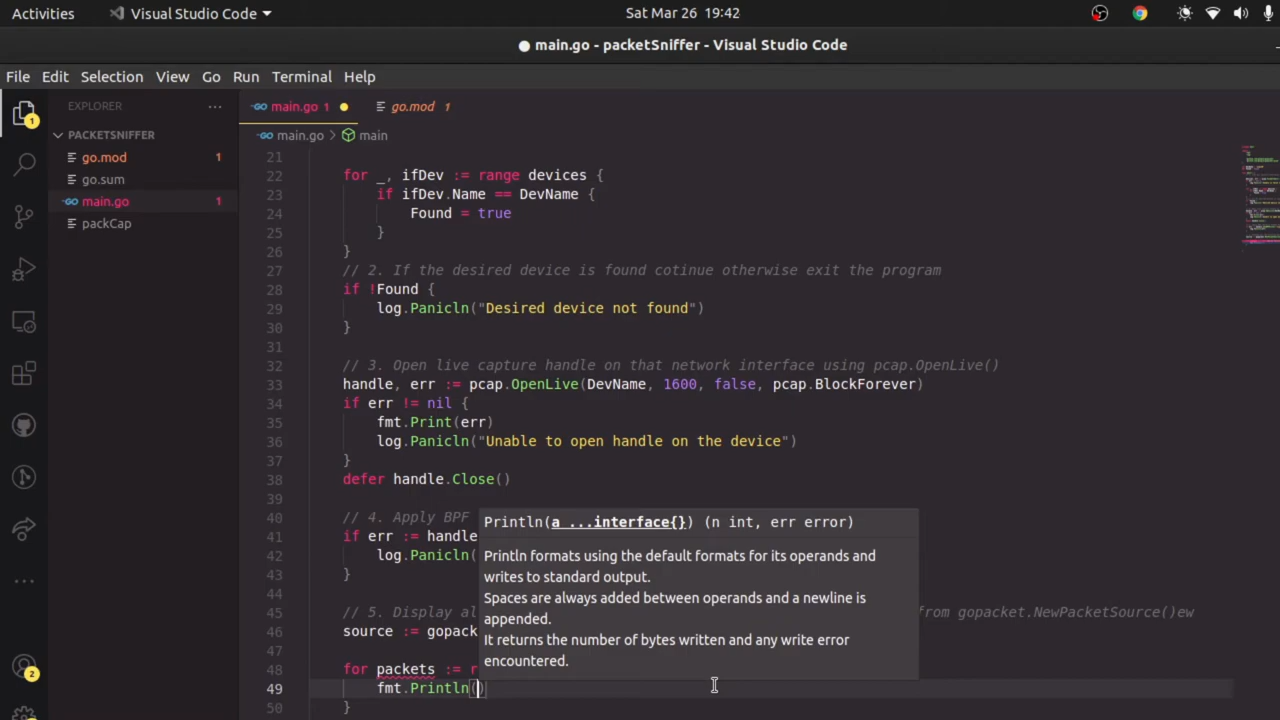 Activities
Visual Studio Code
Sat Mar 26 19:42
● main.go - packetSniffer - Visual Studio Code
File Edit Selection View Go Run Terminal Help
EXPLORER ···
main.go 1 ●
go.mod 1
PACKETSNIFFER
go.mod 1
go.sum
main.go 1
packCap
1
2
main.go > main
21
22 for _, ifDev := range devices {
23 if ifDev.Name == DevName {
24 Found = true
25 }
26 }
27 // 2. If the desired device is found cotinue otherwise exit the program
28 if !Found {
29 log.Panicln("Desired device not found")
30 }
31
32 // 3. Open live capture handle on that network interface using pcap.OpenLive()
33 handle, err := pcap.OpenLive(DevName, 1600, false, pcap.BlockForever)
34 if err != nil {
35 fmt.Print(err)
36 log.Panicln("Unable to open handle on the device")
37 }
38 defer handle.Close()
39
40 // 4. Apply BPF
41 if err := handle
42 log.Panicln(
43 }
44
45 // 5. Display al from gopacket.NewPacketSource()ew
46 source := gopack
47
48 for packets := r
49 fmt.Println()
50 }
Println(a ...interface{}) (n int, err error)
Println formats using the default formats for its operands and
writes to standard output.
Spaces are always added between operands and a newline is
appended.
It returns the number of bytes written and any write error
encountered.